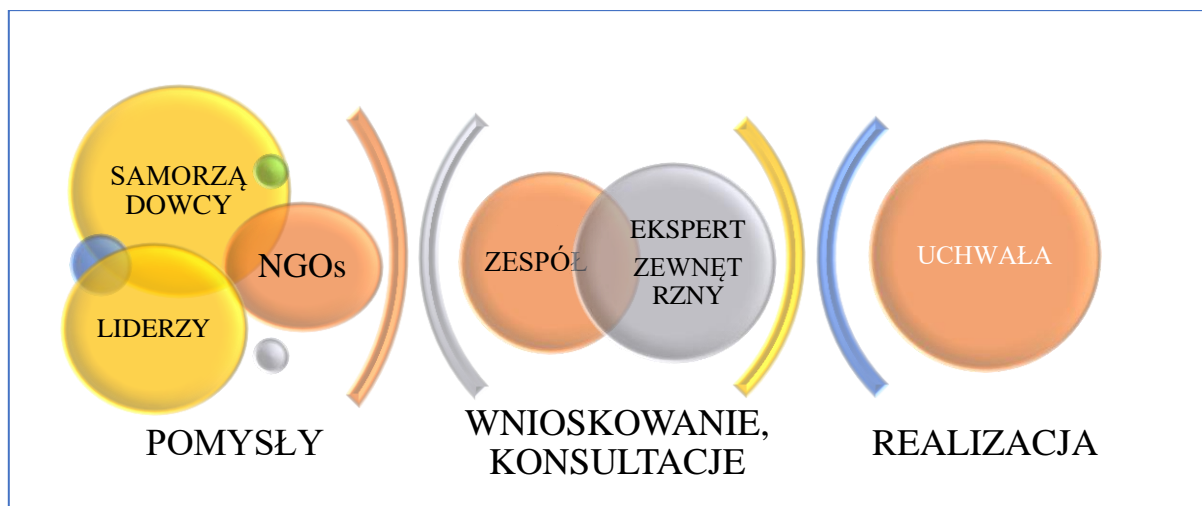 SAMORZĄ
DOWCY
NGOs
LIDERZY
POMYSŁY
ZESPÓŁ
EKSPERT
ZEWNĘT
RZNY
WNIOSKOWANIE,
KONSULTACJE
UCHWAŁA
REALIZACJA